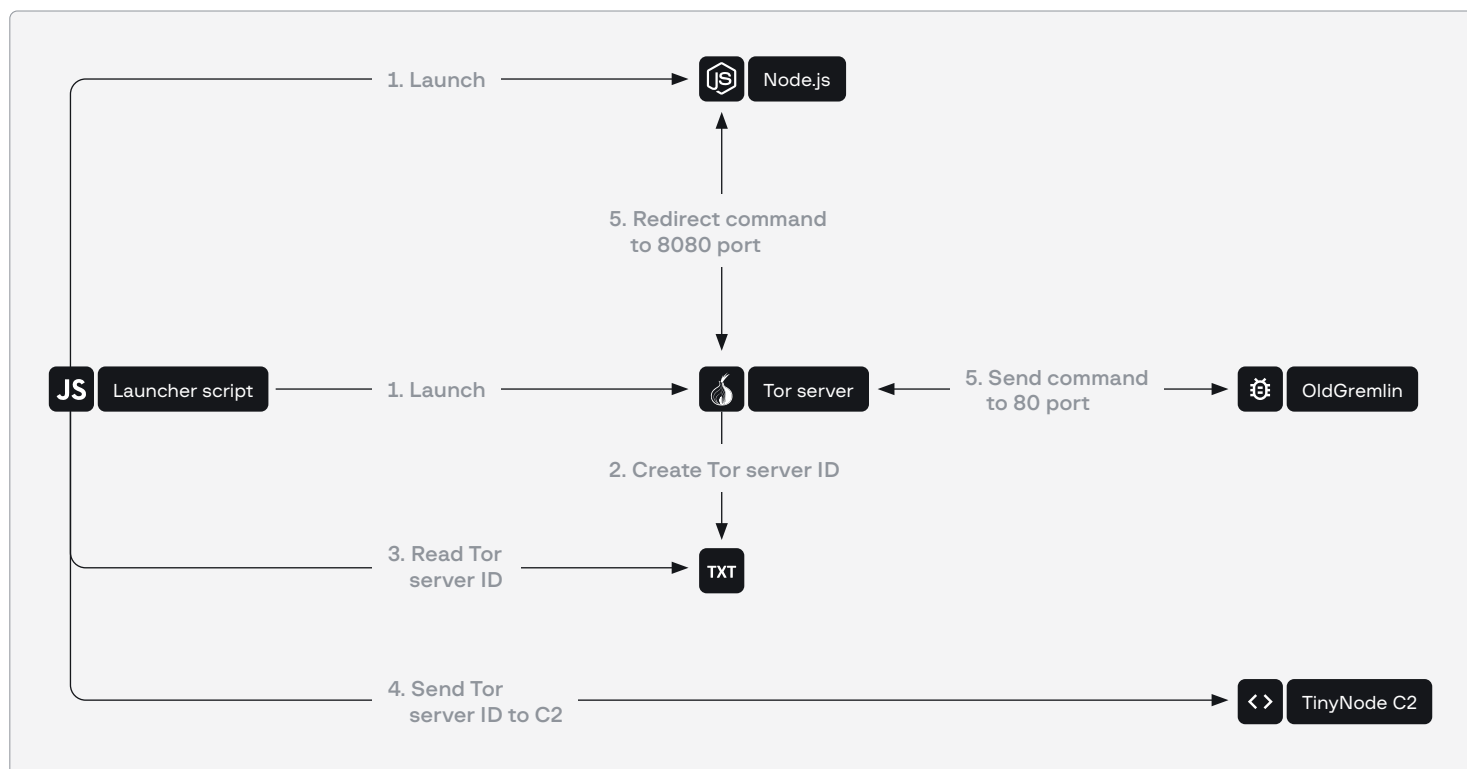 1. Launch
JS
Node.js
5. Redirect command
to 8080 port
JS
Launcher script
1. Launch
Tor server
5. Send command
to 80 port
OldGremlin
2. Create Tor server ID
3. Read Tor
server ID
TXT
4. Send Tor
server ID to C2
<>
TinyNode C2